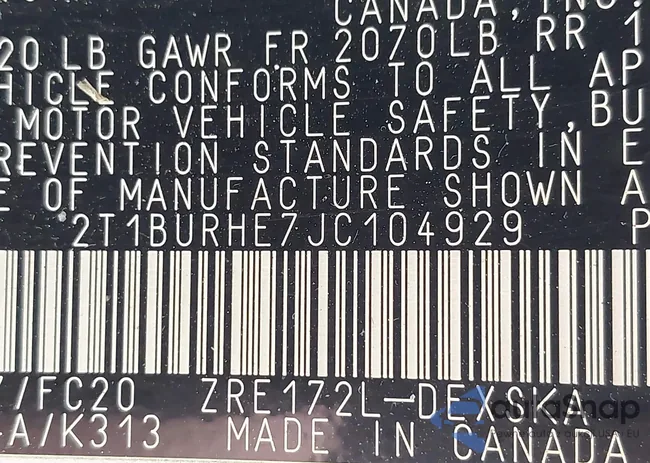 CANADA, INC.
20 LB GAWR FR 2070LB RR 1
HICLE CONFORMS TO ALL AP
MOTOR VEHICLE SAFETY, BU
REVENTION STANDARDS IN E
E OF MANUFACTURE SHOWN A
2T1BURHE7JC104929 P
/FC20 ZRE172L-DEXSKA
A/K313 MADE IN CANADA